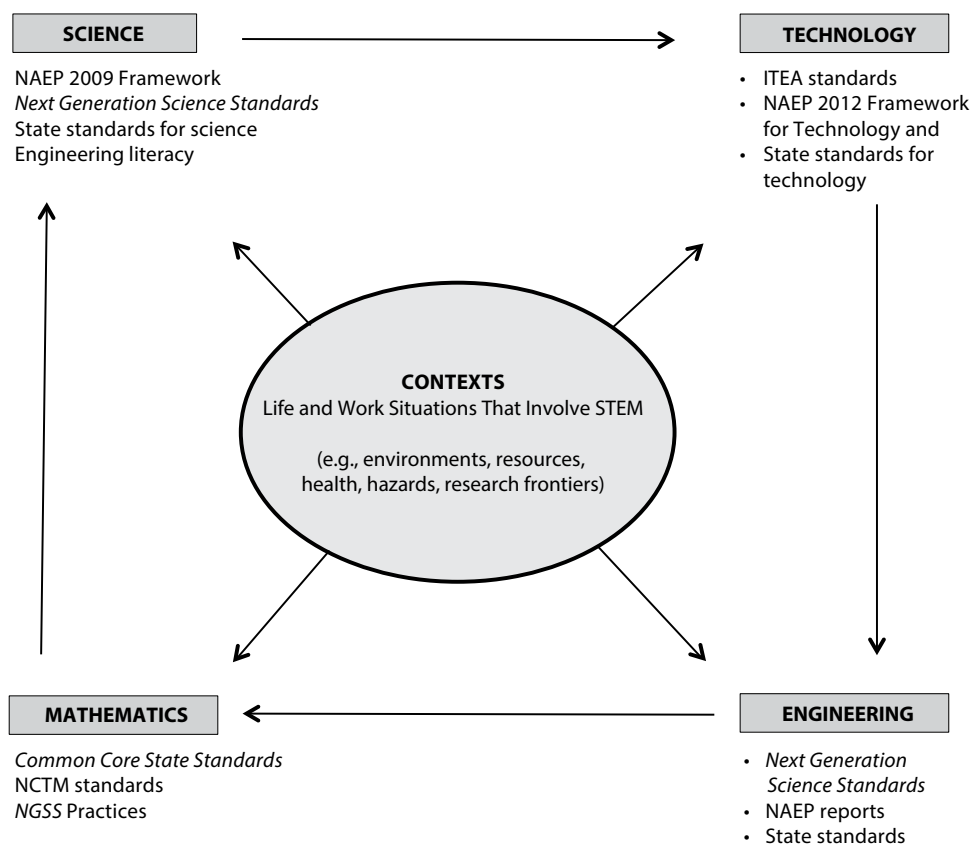 SCIENCE
NAEP 2009 Framework
Next Generation Science Standards
State standards for science
Engineering literacy
TECHNOLOGY
• ITEA standards
• NAEP 2012 Framework
for Technology and
• State standards for
technology
CONTEXTS
Life and Work Situations That Involve STEM
(e.g., environments, resources,
health, hazards, research frontiers)
MATHEMATICS
Common Core State Standards
NCTM standards
NGSS Practices
ENGINEERING
• Next Generation
Science Standards
• NAEP reports
• State standards